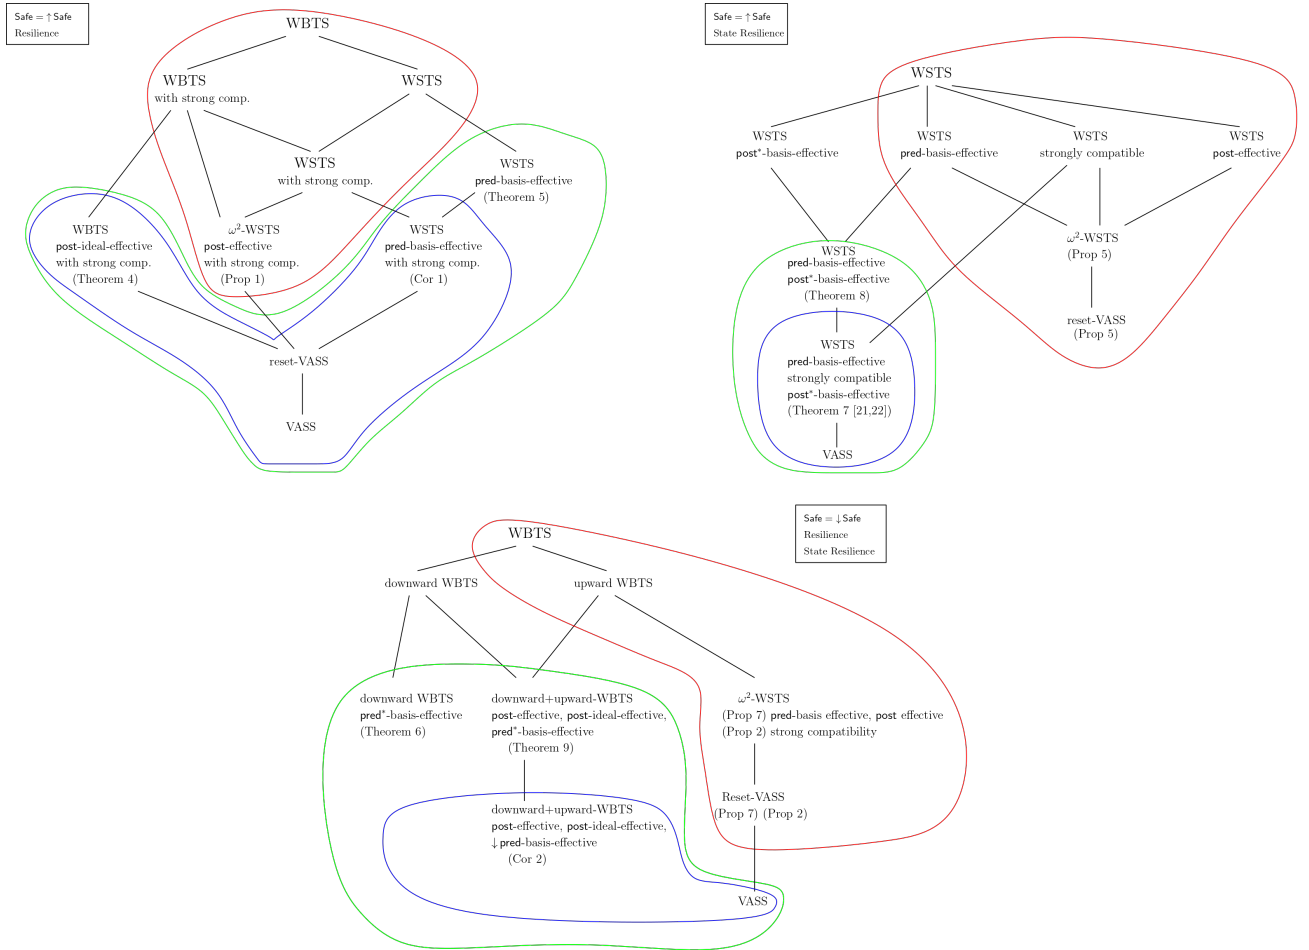 Safe = ↑ Safe
Resilience
WBTS
WBTS
with strong comp.
WSTS
WSTS
with strong comp.
WSTS
pred-basis-effective
(Theorem 5)
WBTS
post-ideal-effective
with strong comp.
(Theorem 4)
ω²-WSTS
post-effective
with strong comp.
(Prop 1)
WSTS
pred-basis-effective
with strong comp.
(Cor 1)
reset-VASS
VASS
Safe = ↑ Safe
State Resilience
WSTS
WSTS
post*-basis-effective
WSTS
pred-basis-effective
WSTS
strongly compatible
WSTS
post-effective
ω²-WSTS
(Prop 5)
reset-VASS
(Prop 5)
WSTS
pred-basis-effective
post*-basis-effective
(Theorem 8)
WSTS
pred-basis-effective
strongly compatible
post*-basis-effective
(Theorem 7 [21,22])
VASS
Safe = ↓ Safe
Resilience
State Resilience
WBTS
downward WBTS
upward WBTS
downward WBTS
pred*-basis-effective
(Theorem 6)
downward+upward-WBTS
post-effective, post-ideal-effective,
pred*-basis-effective
(Theorem 9)
ω²-WSTS
(Prop 7) pred-basis effective, post effective
(Prop 2) strong compatibility
Reset-VASS
(Prop 7) (Prop 2)
downward+upward-WBTS
post-effective, post-ideal-effective,
↓ pred-basis-effective
(Cor 2)
VASS